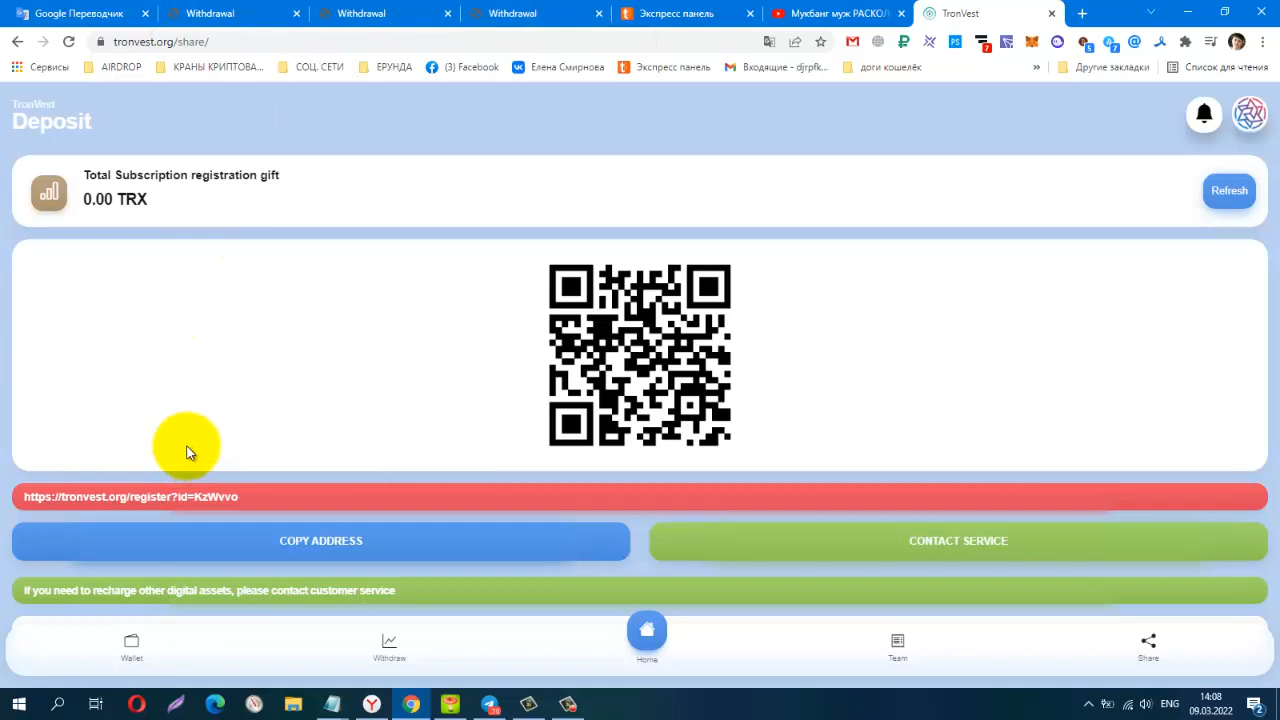 Google Переводчик
Withdrawal
Withdrawal
Withdrawal
Экспресс панель
Мукбанг муж РАСКОЛ
TronVest
tronvest.org/share/
Сервисы
AIRDROP
КРАНЫ КРИПТОВА...
СОЦ. СЕТИ
ЕРУНДА
(3) Facebook
Елена Смирнова
Экспресс панель
Входящие - djrpfk...
доги кошелёк
»
Другие закладки
Список для чтения
TronVest
Deposit
Total Subscription registration gift
0.00 TRX
Refresh
https://tronvest.org/register?id=KzWvvo
COPY ADDRESS
CONTACT SERVICE
If you need to recharge other digital assets, please contact customer service
Wallet
Withdraw
Home
Team
Share
ENG
14:08
09.03.2022
2